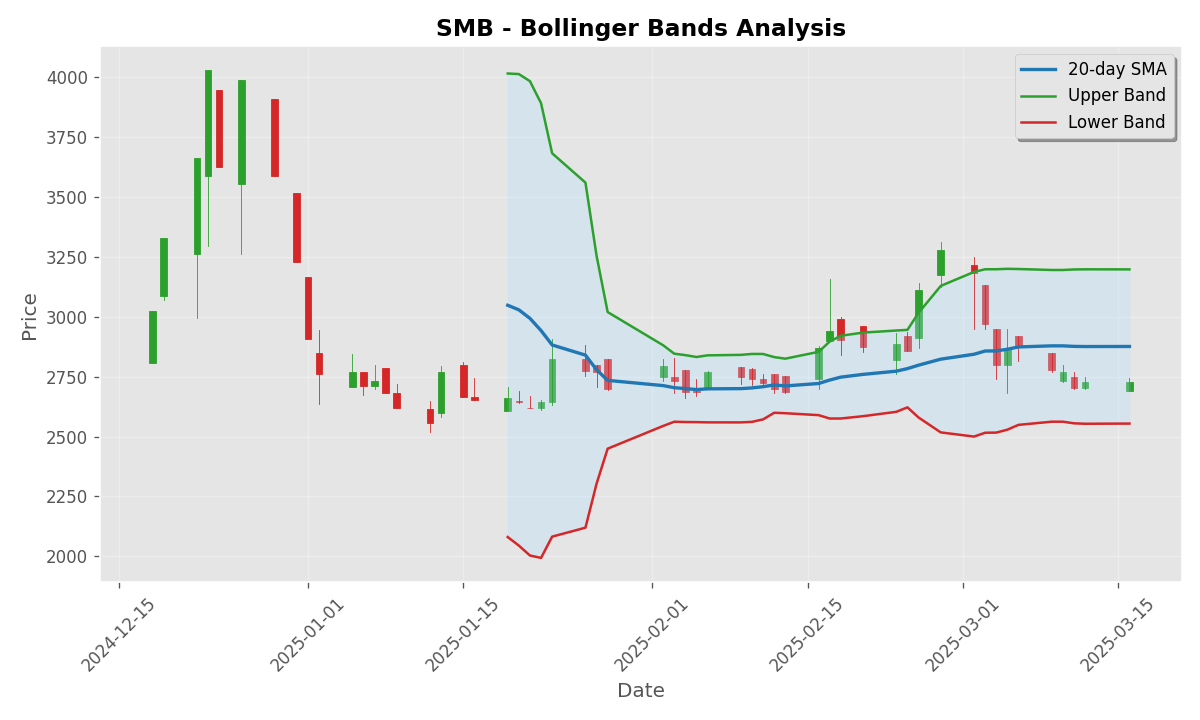 SMB - Bollinger Bands Analysis
20-day SMA
Upper Band
Lower Band
Price
4000
3750
3500
3250
3000
2750
2500
2250
2000
2024-12-15
2025-01-01
2025-01-15
2025-02-01
2025-02-15
2025-03-01
2025-03-15
Date